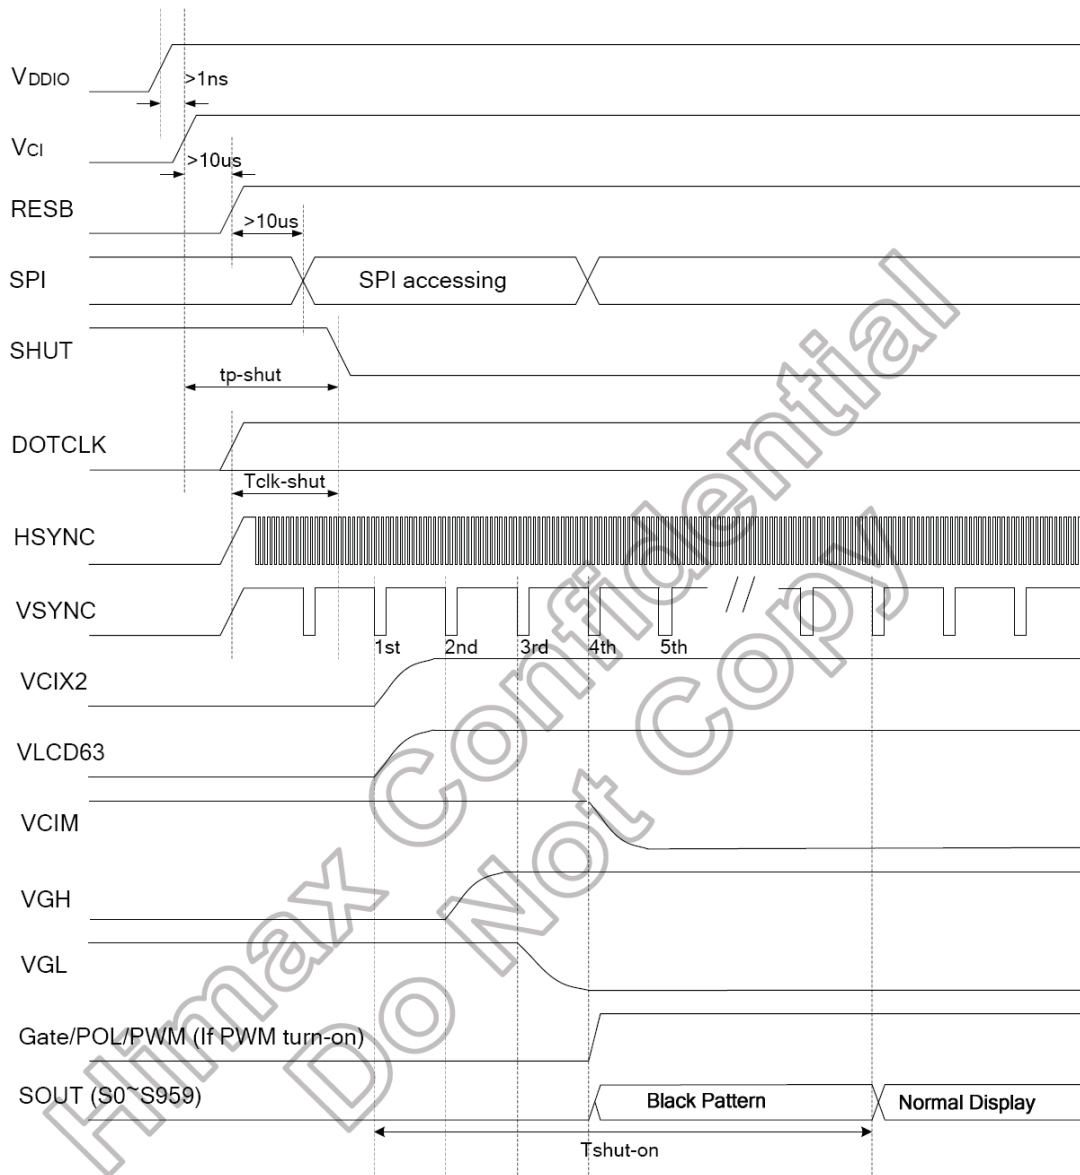 VDDIO
>1ns
VCI
>10us
RESB
>10us
SPI
SPI accessing
SHUT
tp-shut
DOTCLK
Tclk-shut
HSYNC
VSYNC
1st 2nd 3rd 4th 5th
VCIX2
VLCD63
VCIM
VGH
VGL
Gate/POL/PWM (If PWM turn-on)
SOUT (S0~S959)
Black Pattern
Normal Display
Tshut-on
Himax Confidential
Do Not Copy